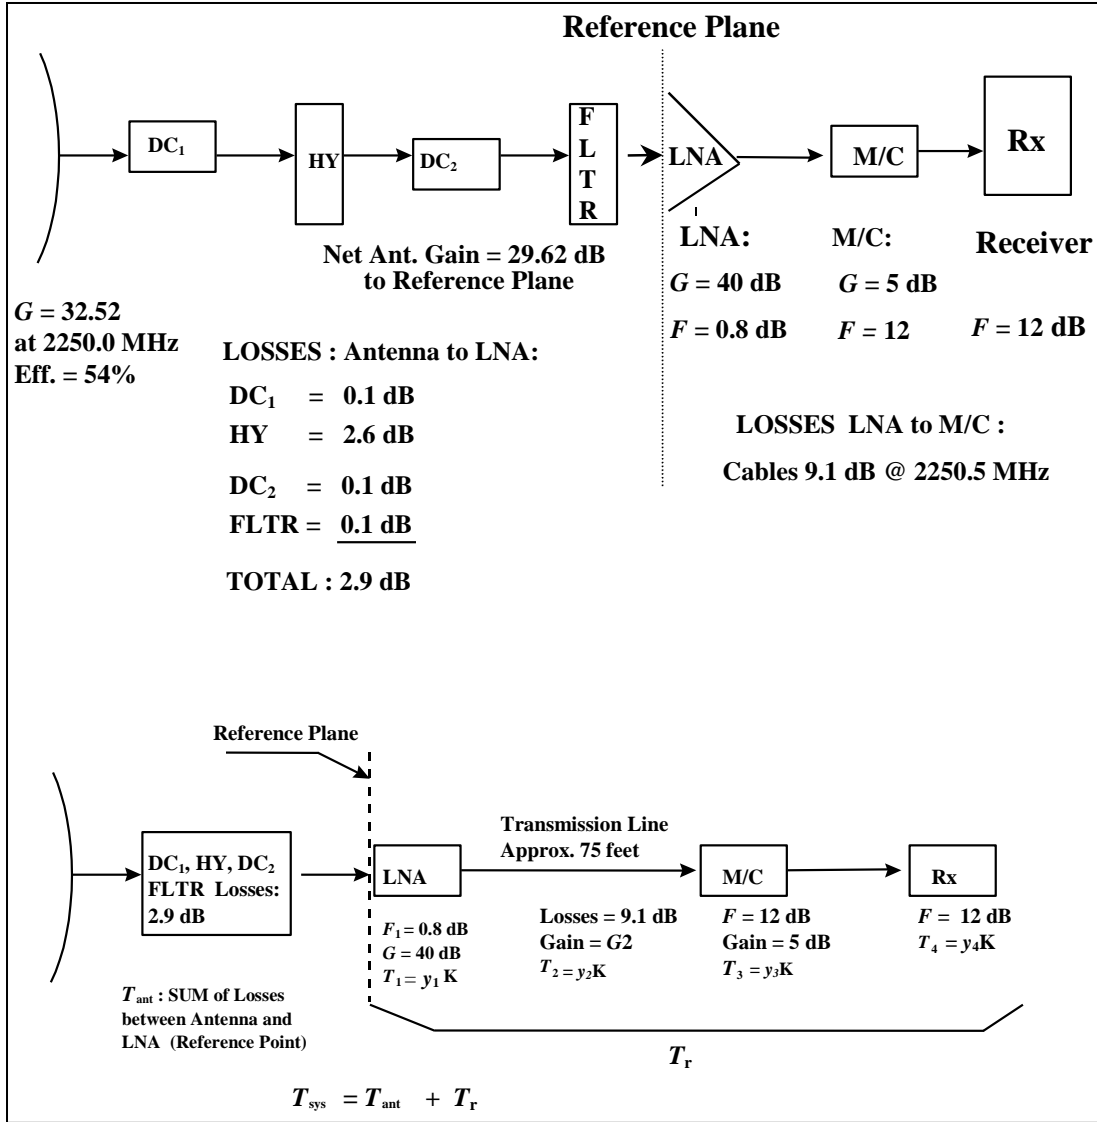 Reference Plane
DC₁
HY
DC₂
F
L
T
R
LNA
M/C
Rx
Net Ant. Gain = 29.62 dB
to Reference Plane
LNA:
G = 40 dB
F = 0.8 dB
M/C:
G = 5 dB
F = 12
Receiver
F = 12 dB
G = 32.52
at 2250.0 MHz
Eff. = 54%
LOSSES : Antenna to LNA:
DC₁ = 0.1 dB
HY = 2.6 dB
DC₂ = 0.1 dB
FLTR = 0.1 dB
TOTAL : 2.9 dB
LOSSES LNA to M/C :
Cables 9.1 dB @ 2250.5 MHz
Reference Plane
DC₁, HY, DC₂
FLTR Losses:
2.9 dB
LNA
Transmission Line
Approx. 75 feet
M/C
Rx
F₁ = 0.8 dB
G = 40 dB
T₁ = y₁ K
Losses = 9.1 dB
Gain = G2
T₂ = y₂K
F = 12 dB
Gain = 5 dB
T₃ = y₃K
F = 12 dB
T₄ = y₄K
T ant : SUM of Losses
between Antenna and
LNA (Reference Point)
Tr
Tsys = Tant + Tr